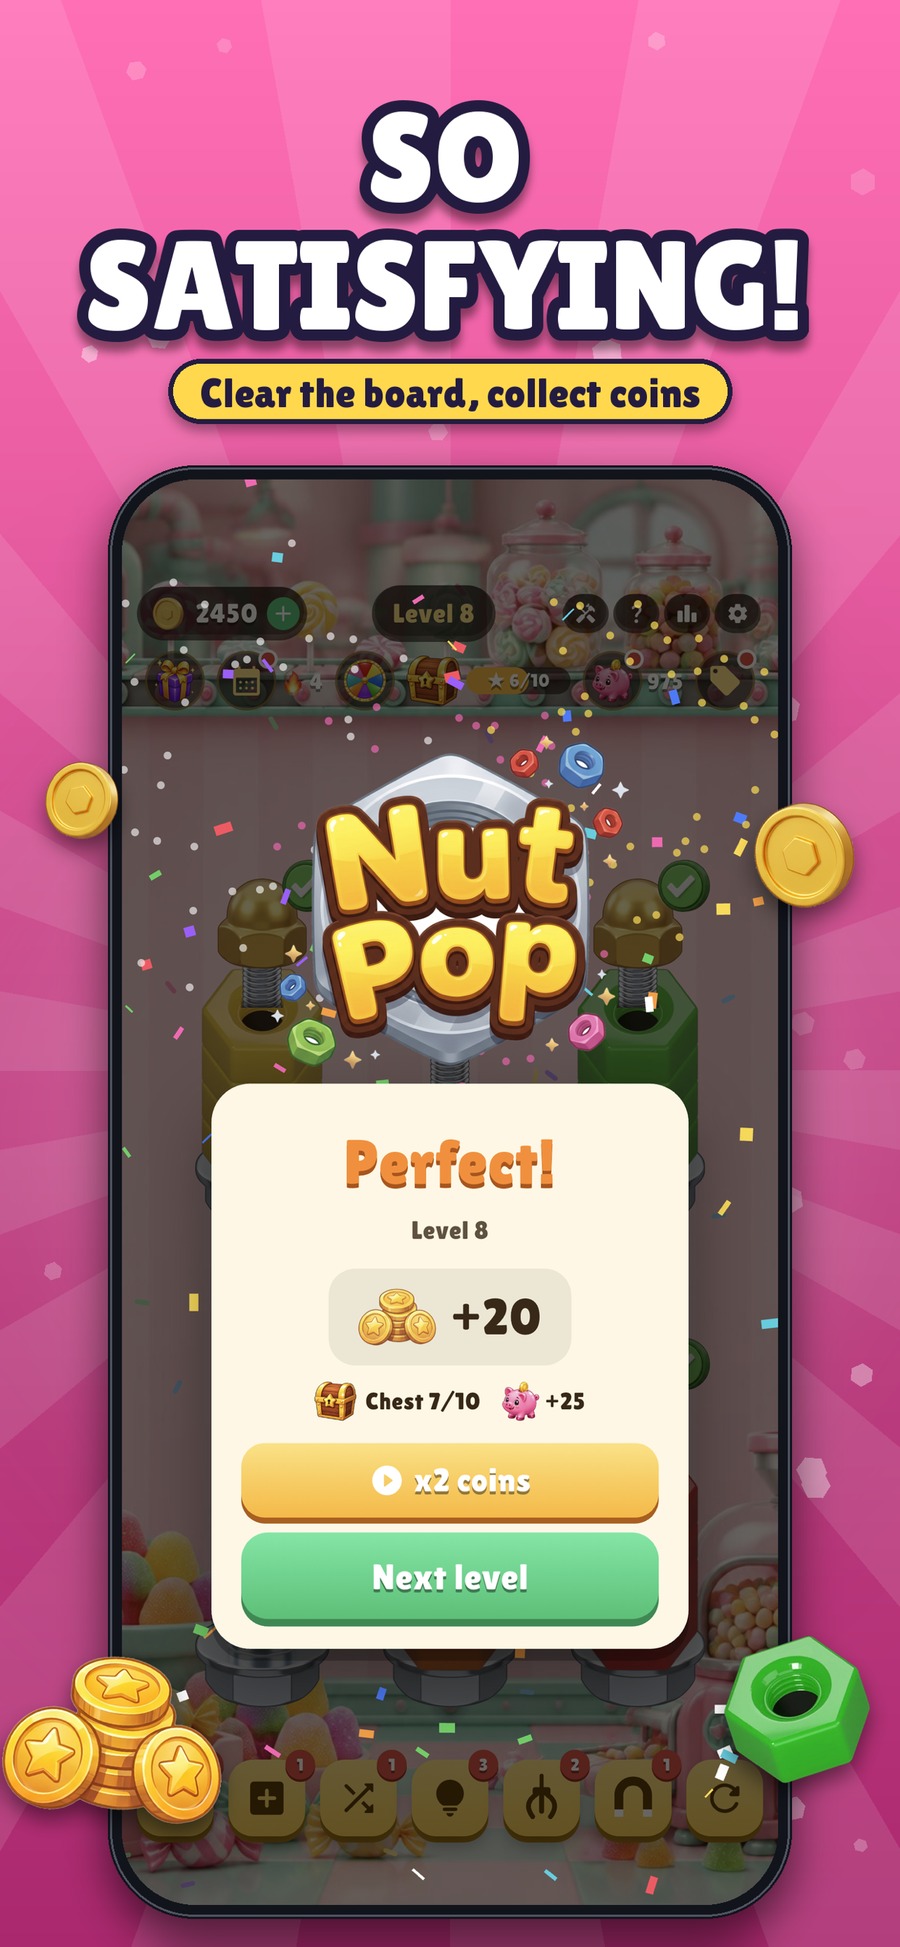 SO
SATISFYING!
Clear the board, collect coins
2450
Level 8
?
4
6/10
975
Nut
Pop
Perfect!
Level 8
+20
Chest 7/10
+25
x2 coins
Next level
1
1
3
2
1